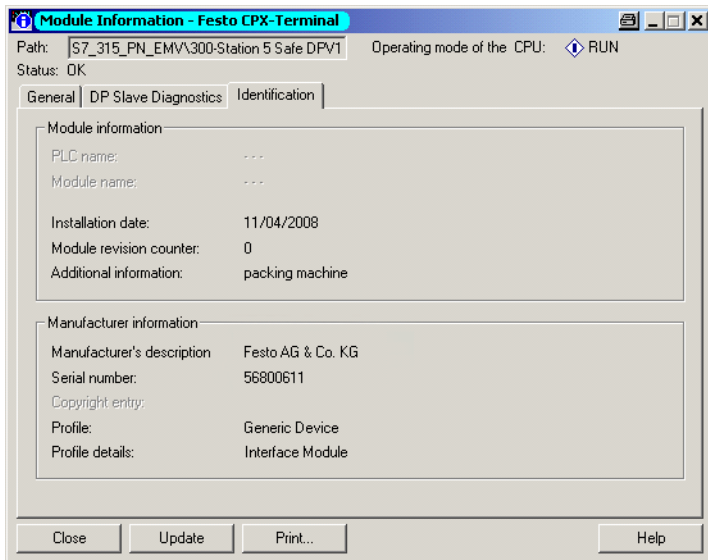 Module Information - Festo CPX-Terminal
Path: S7_315_PN_EMV\300-Station 5 Safe DPV1 Operating mode of the CPU: RUN
Status: OK
General DP Slave Diagnostics Identification
Module information
PLC name: - - -
Module name: - - -
Installation date: 11/04/2008
Module revision counter: 0
Additional information: packing machine
Manufacturer information
Manufacturer's description Festo AG & Co. KG
Serial number: 56800611
Copyright entry:
Profile: Generic Device
Profile details: Interface Module
Close Update Print... Help